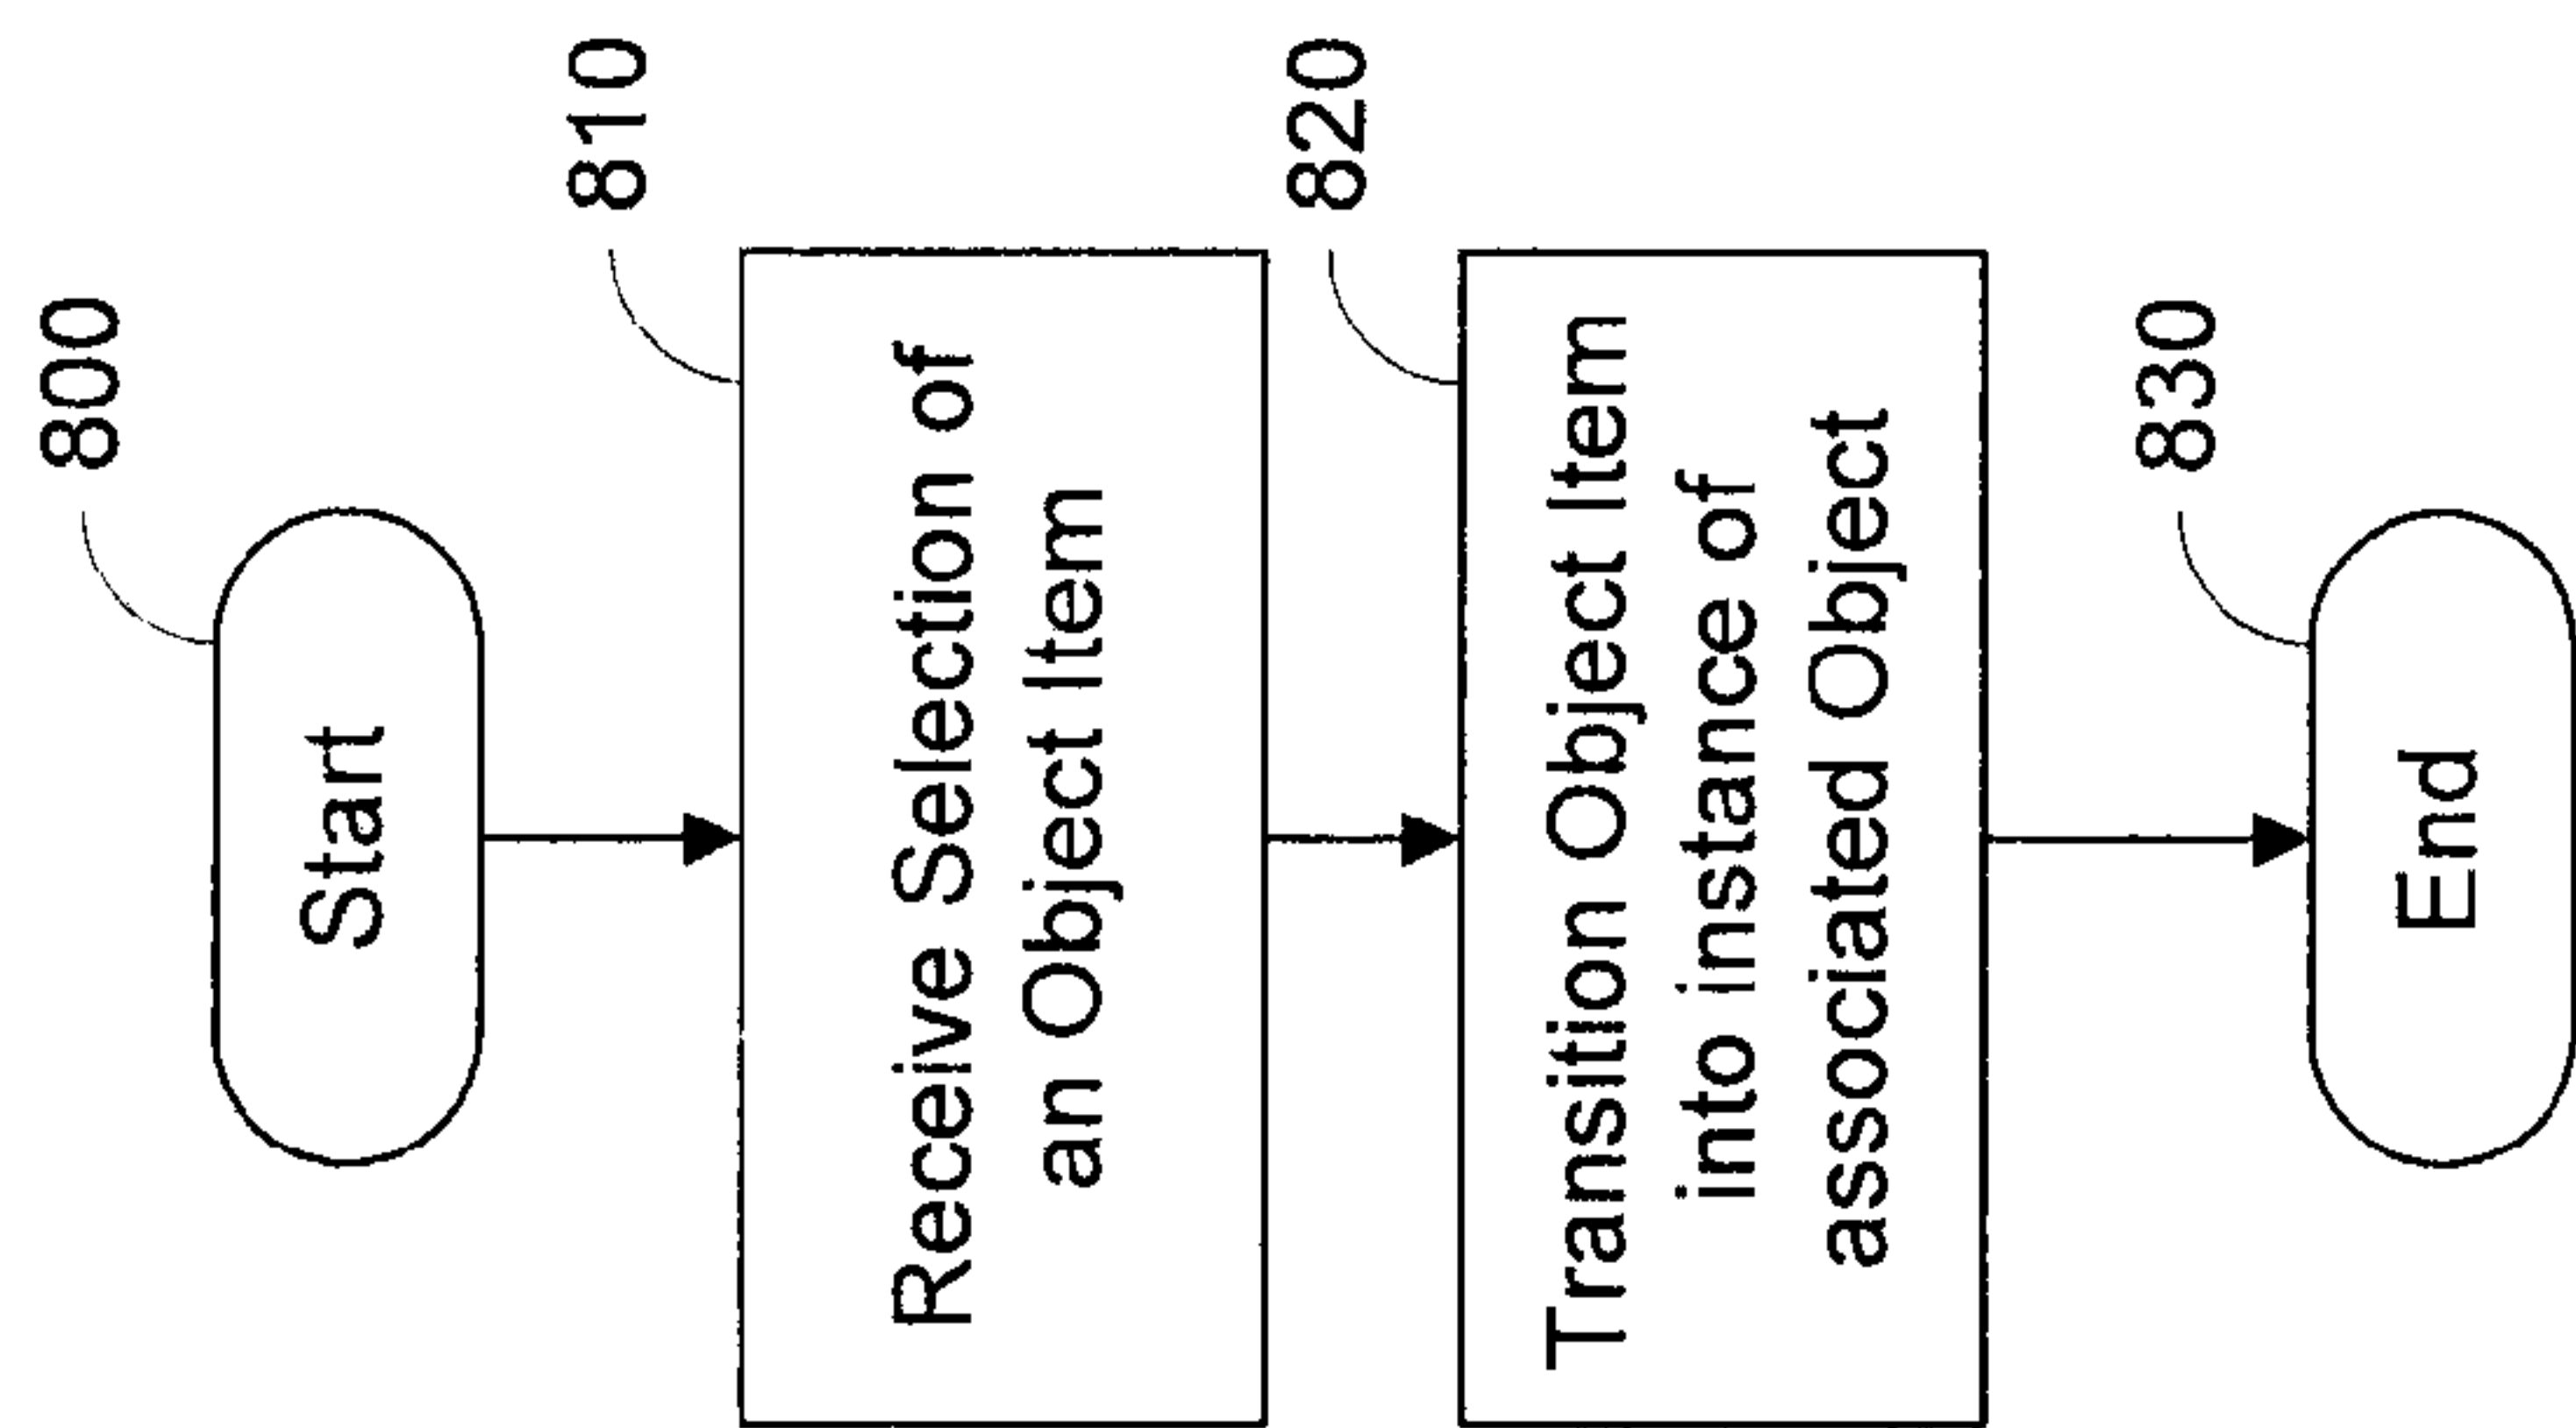 Start
800
Receive Selection of
an Object Item
810
Transition Object Item
into instance of
associated Object
820
End
830